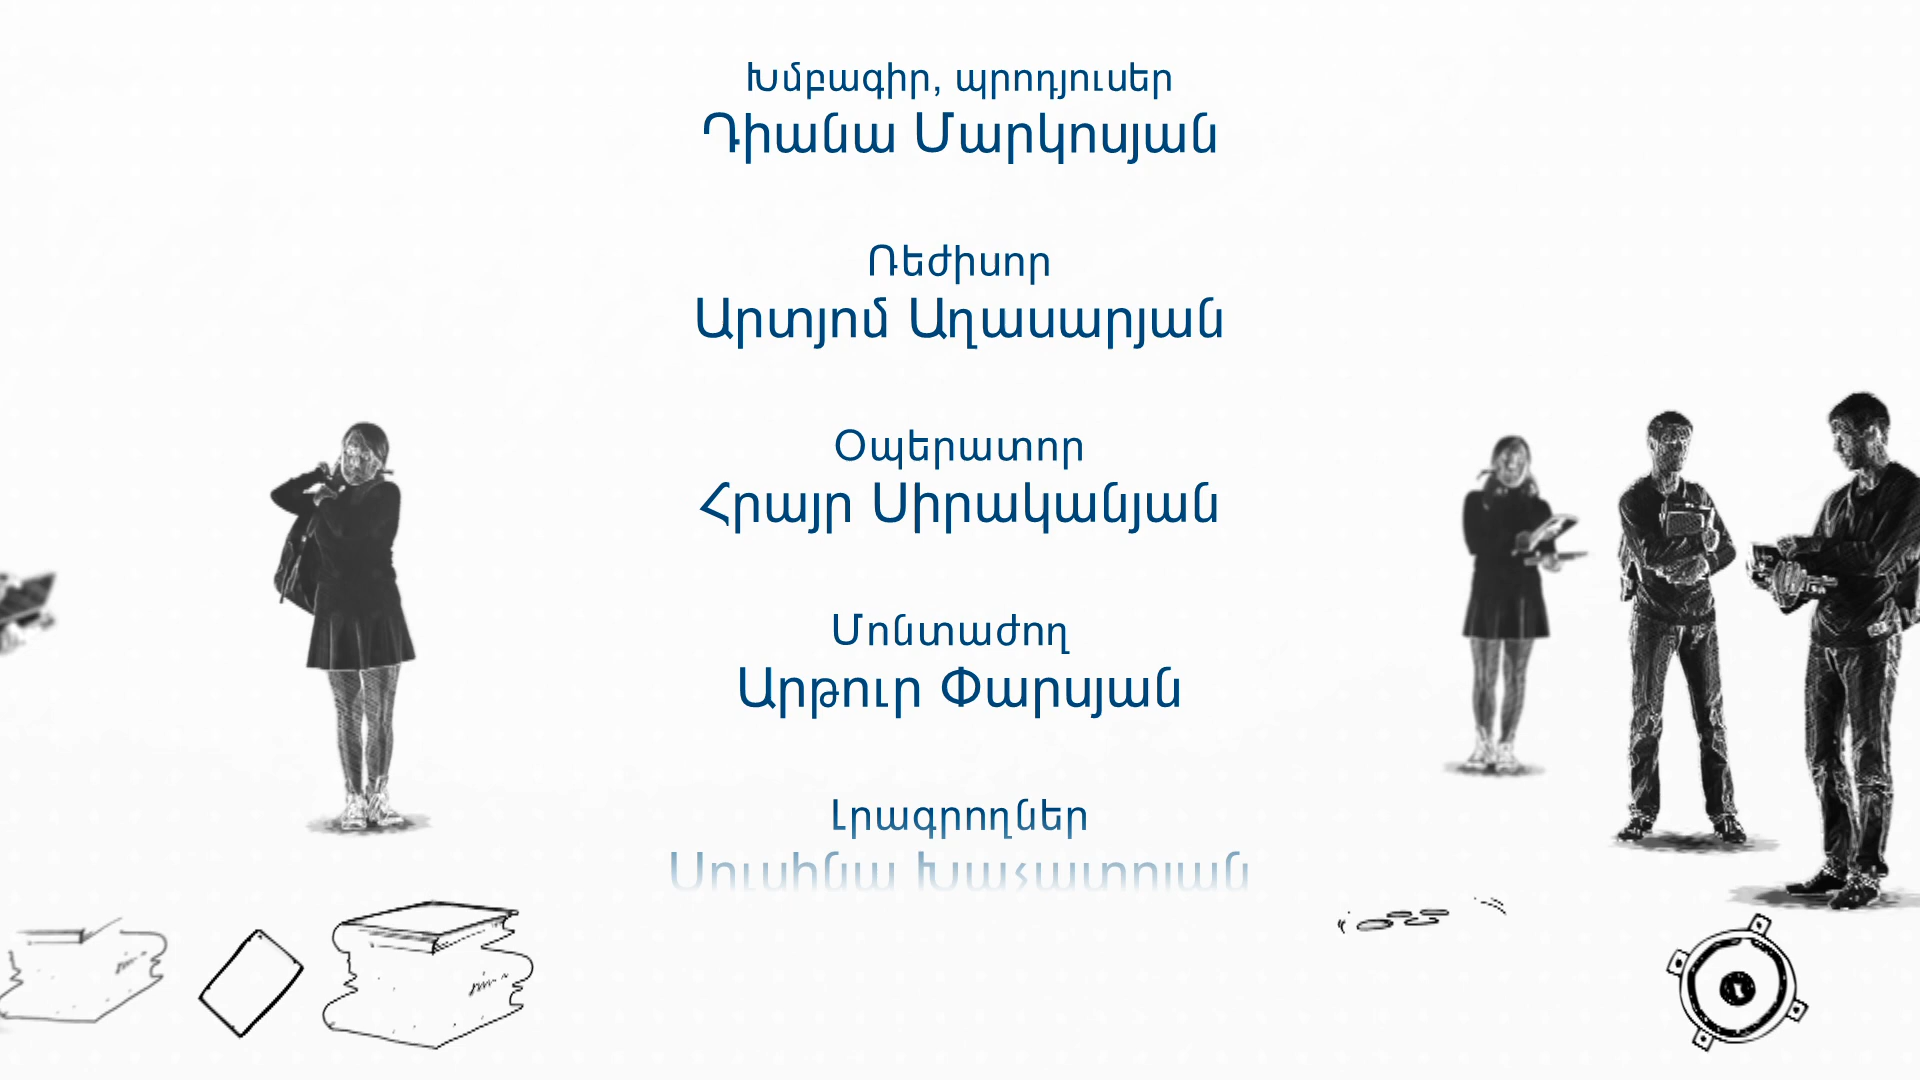 Խմբագիր, պրոդյուսեր
Դիանա Մարկոսյան
Ռեժիսոր
Արտյոմ Աղասարյան
Օպերատոր
Հրայր Սիրականյան
Մոնտաժող
Արթուր Փարսյան
Լրագրողներ